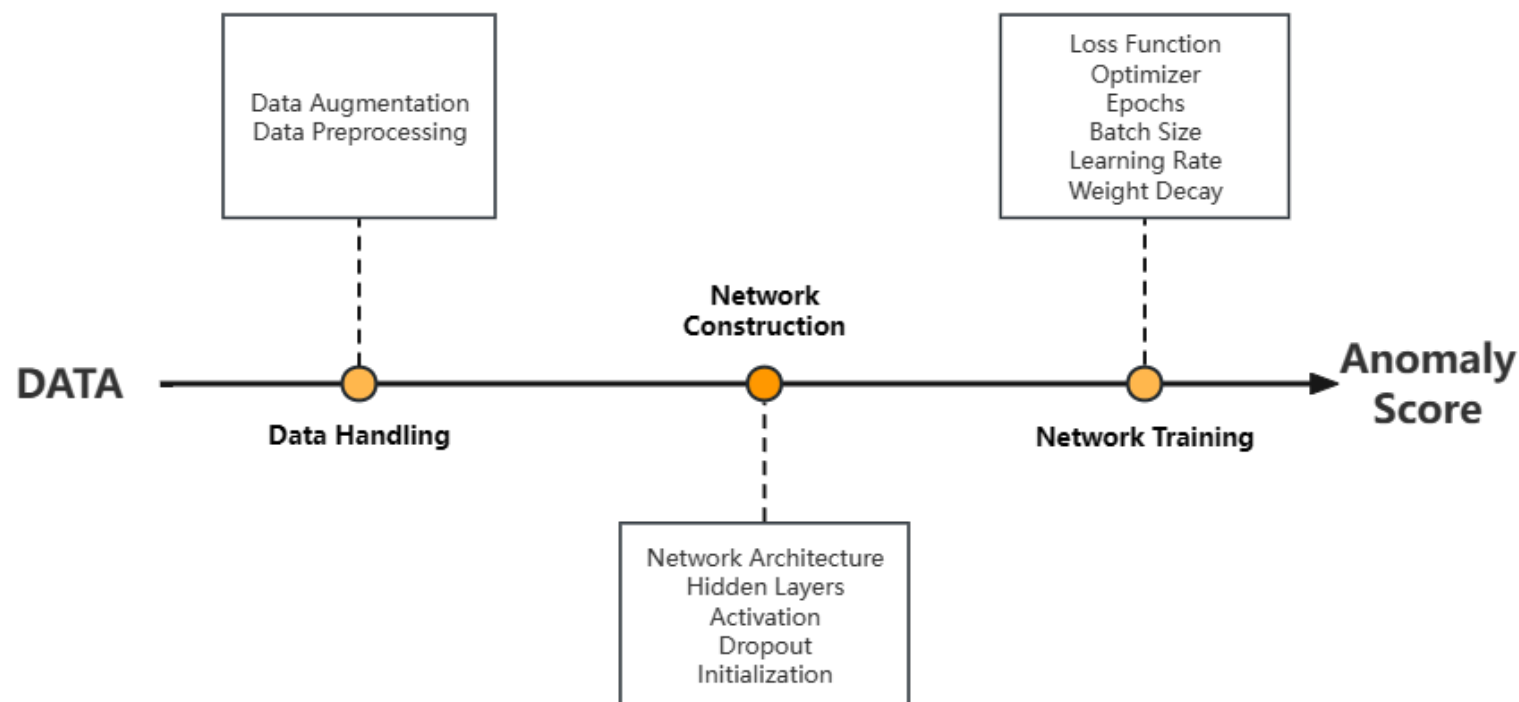 Data Augmentation
Data Preprocessing
Loss Function
Optimizer
Epochs
Batch Size
Learning Rate
Weight Decay
Network
Construction
DATA
Anomaly
Score
Data Handling
Network Training
Network Architecture
Hidden Layers
Activation
Dropout
Initialization